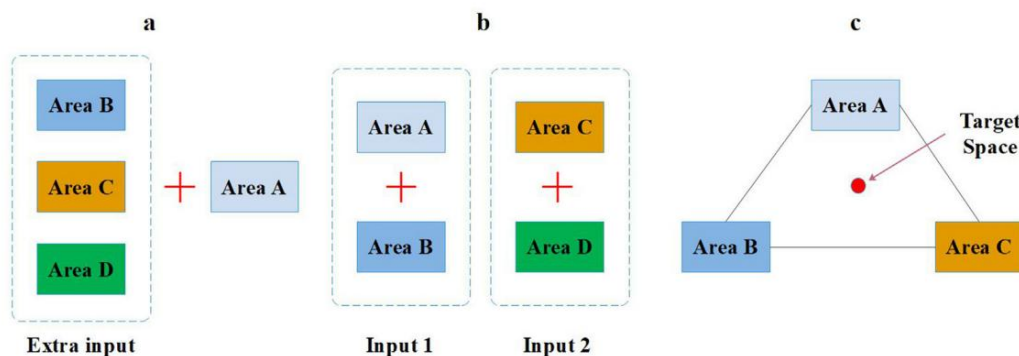 a
Area B
Area C
Area A
Area D
Extra input
b
Area A
Area B
Input 1
Area C
Area D
Input 2
c
Area A
Target
Space
Area B
Area C